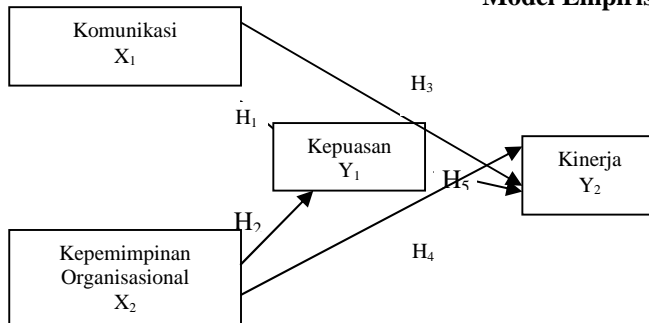 Model Empiris
Komunikasi
X₁
H₃
H₁
Kepuasan
Y₁
Kinerja
Y₂
H₅
H₂
Kepemimpinan
Organisasional
X₂
H₄